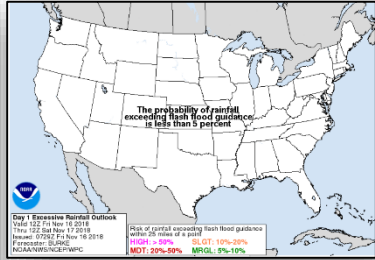 The probability of rainfall
exceeding flash flood guidance
is less than 5 percent
NOAA
Day 1 Excessive Rainfall Outlook
Valid 12Z Fri Nov 16 2018
Thru 12Z Sat Nov 17 2018
Issued: 0729Z Fri Nov 16 2018
Forecaster: BURKE
NOAA/NWS/NCEP/WPC
Risk of rainfall exceeding flash flood guidance
within 25 miles of a point
HIGH: > 50% SLGT: 10%-20%
MDT: 20%-50% MRGL: 5%-10%